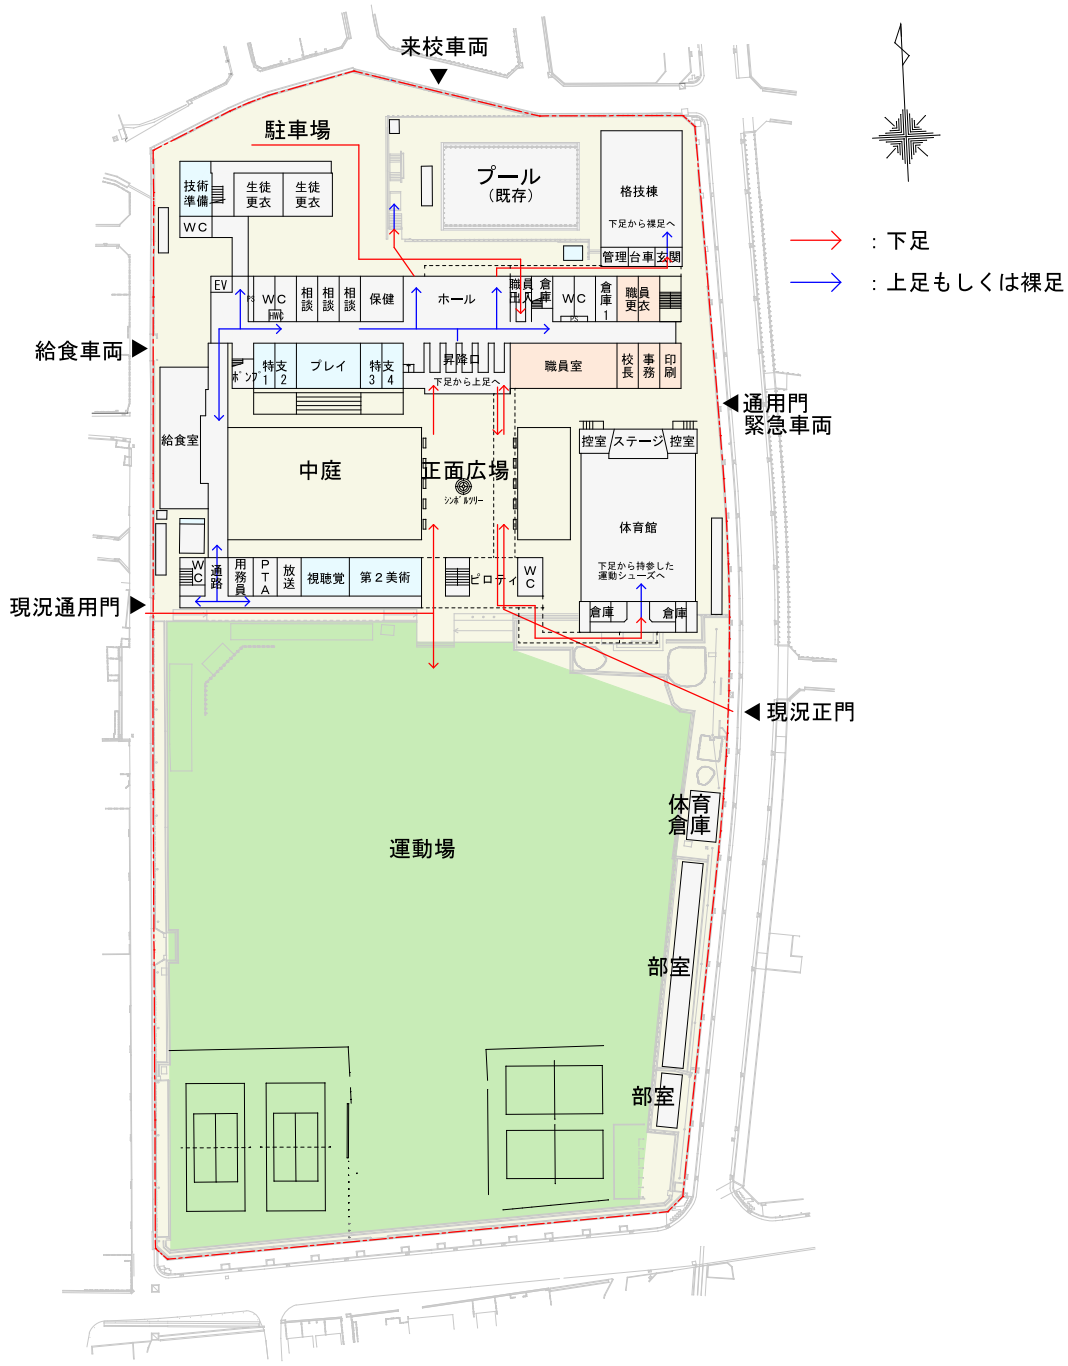 来校車両
駐車場
プール
(既存)
格技棟
下足から裸足へ
技術
準備
生徒
更衣
生徒
更衣
WC
管理
台車
玄関
: 下足
: 上足もしくは裸足
EV
PS
WC
HWC
相談
相談
相談
保健
ホール
職員
出入
倉庫
WC
PS
倉庫1
職員
更衣
給食車両
ポンプ
特支
1
2
プレイ
特支
3
4
昇降口
下足から上足へ
職員室
校長
事務
印刷
通用門
緊急車両
給食室
中庭
正面広場
シンボルツリー
控室
ステージ
控室
体育館
下足から持参した
運動シューズへ
WC
通路
用務員
PTA
放送
視聴覚
第2美術
ピロティ
WC
倉庫
倉庫
現況通用門
現況正門
体育
倉庫
運動場
部室
部室